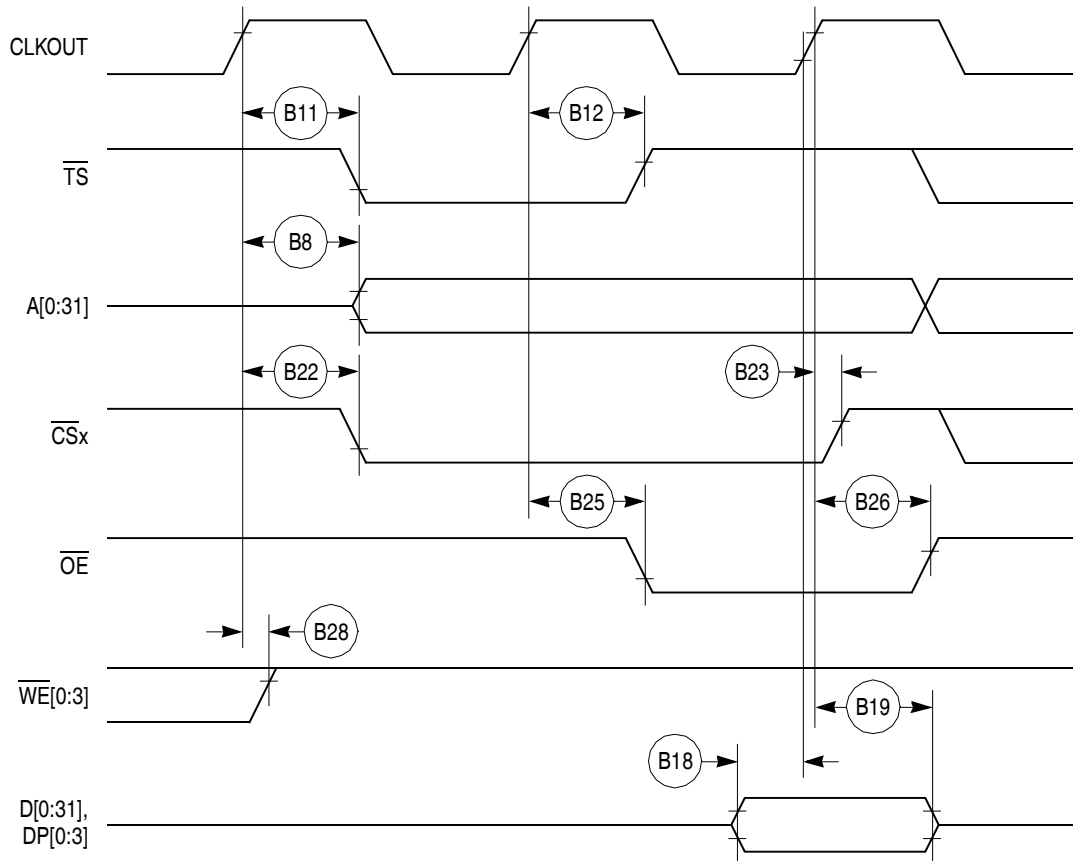 CLKOUT
B11
B12
TS
B8
A[0:31]
B22
B23
CSx
B25
B26
OE
B28
WE[0:3]
B19
B18
D[0:31],
DP[0:3]